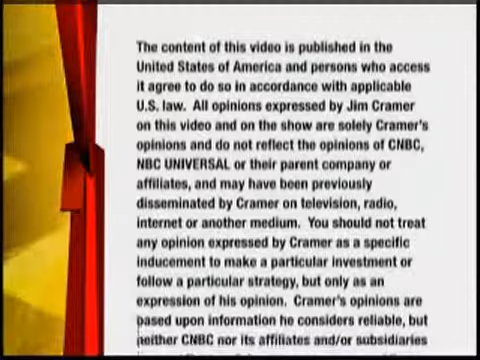 The content of this video is published in the
United States of America and persons who access
it agree to do so in accordance with applicable
U.S. law. All opinions expressed by Jim Cramer
on this video and on the show are solely Cramer's
opinions and do not reflect the opinions of CNBC,
NBC UNIVERSAL or their parent company or
affiliates, and may have been previously
disseminated by Cramer on television, radio,
internet or another medium. You should not treat
any opinion expressed by Cramer as a specific
inducement to make a particular investment or
follow a particular strategy, but only as an
expression of his opinion. Cramer's opinions are
based upon information he considers reliable, but
neither CNBC nor its affiliates and/or subsidiaries